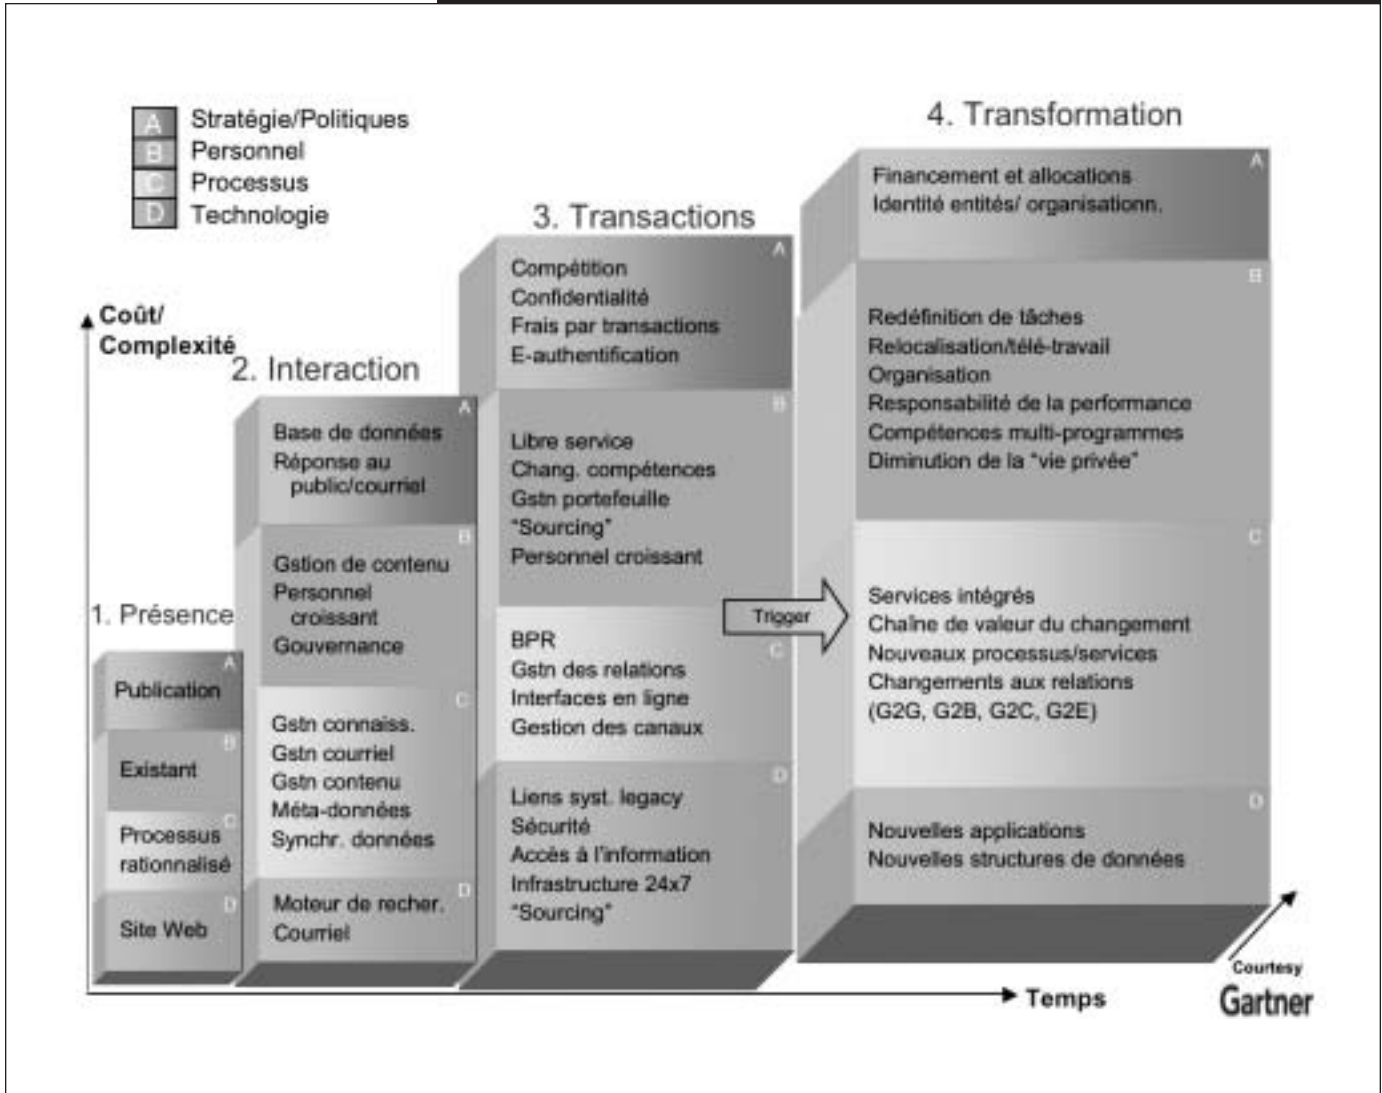 A Stratégie/Politiques
B Personnel
C Processus
D Technologie
Coût/
Complexité
1. Présence
A
Publication
B
Existant
C
Processus
rationnalisé
D
Site Web
2. Interaction
A
Base de données
Réponse au
public/courriel
B
Gstion de contenu
Personnel
croissant
Gouvernance
C
Gstn connaiss.
Gstn courriel
Gstn contenu
Méta-données
Synchr. données
D
Moteur de recher.
Courriel
3. Transactions
A
Compétition
Confidentialité
Frais par transactions
E-authentification
B
Libre service
Chang. compétences
Gstn portefeuille
“Sourcing”
Personnel croissant
C
BPR
Gstn des relations
Interfaces en ligne
Gestion des canaux
D
Liens syst. legacy
Sécurité
Accès à l'information
Infrastructure 24x7
“Sourcing”
Trigger
4. Transformation
A
Financement et allocations
Identité entités/ organisationn.
B
Redéfinition de tâches
Relocalisation/télé-travail
Organisation
Responsabilité de la performance
Compétences multi-programmes
Diminution de la “vie privée”
C
Services intégrés
Chaîne de valeur du changement
Nouveaux processus/services
Changements aux relations
(G2G, G2B, G2C, G2E)
D
Nouvelles applications
Nouvelles structures de données
Temps
Courtesy
Gartner